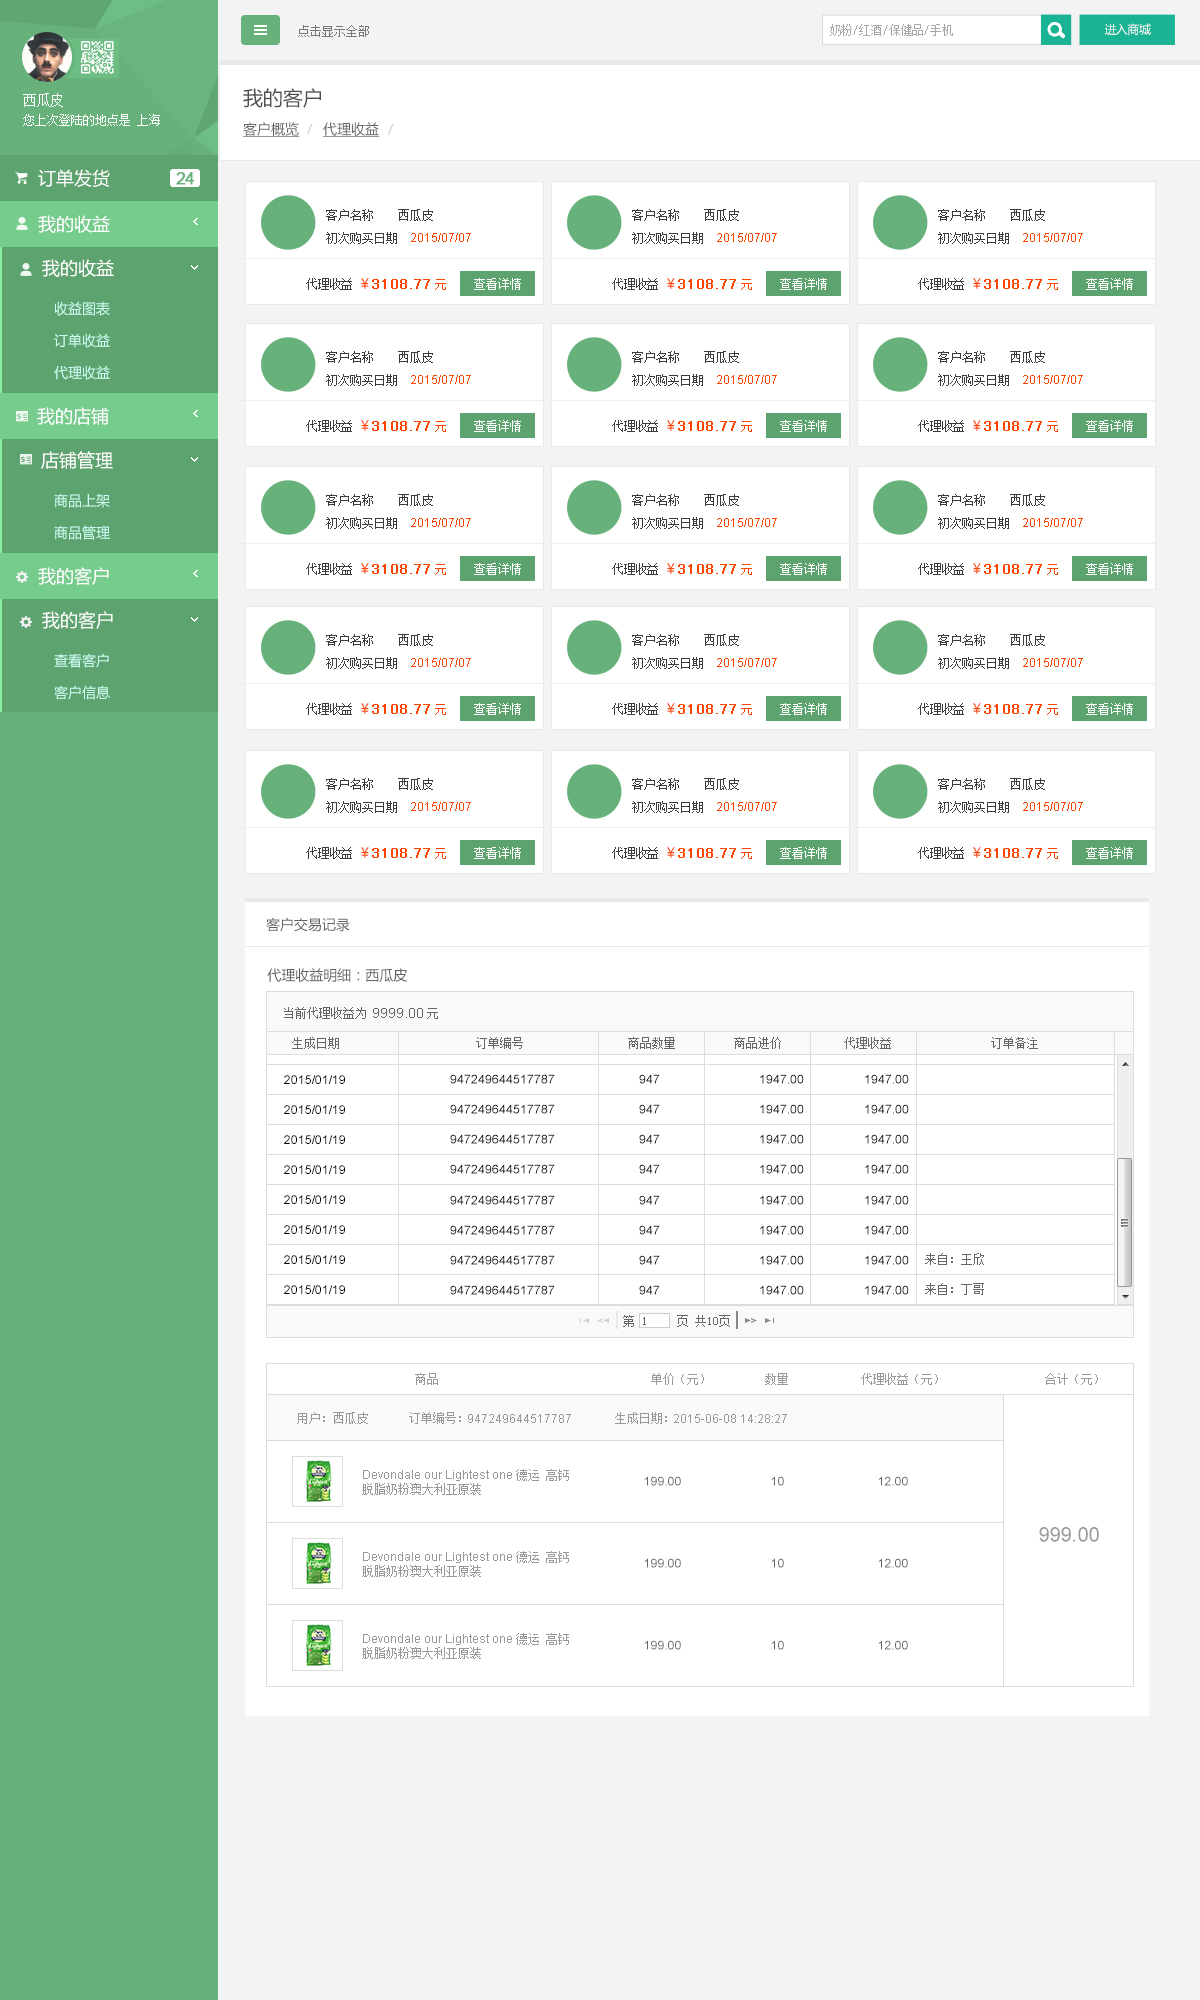 西瓜皮
您上次登陆的地点是 上海
订单发货 24
我的收益
我的收益
收益图表
订单收益
代理收益
我的店铺
店铺管理
商品上架
商品管理
我的客户
我的客户
查看客户
客户信息
点击显示全部
奶粉/红酒/保健品/手机
进入商城
我的客户
客户概览 / 代理收益 /
客户名称 西瓜皮 客户名称 西瓜皮 客户名称 西瓜皮
初次购买日期 2015/07/07 初次购买日期 2015/07/07 初次购买日期 2015/07/07
代理收益 ￥3108.77 元 查看详情 代理收益 ￥3108.77 元 查看详情 代理收益 ￥3108.77 元 查看详情
客户名称 西瓜皮 客户名称 西瓜皮 客户名称 西瓜皮
初次购买日期 2015/07/07 初次购买日期 2015/07/07 初次购买日期 2015/07/07
代理收益 ￥3108.77 元 查看详情 代理收益 ￥3108.77 元 查看详情 代理收益 ￥3108.77 元 查看详情
客户名称 西瓜皮 客户名称 西瓜皮 客户名称 西瓜皮
初次购买日期 2015/07/07 初次购买日期 2015/07/07 初次购买日期 2015/07/07
代理收益 ￥3108.77 元 查看详情 代理收益 ￥3108.77 元 查看详情 代理收益 ￥3108.77 元 查看详情
客户名称 西瓜皮 客户名称 西瓜皮 客户名称 西瓜皮
初次购买日期 2015/07/07 初次购买日期 2015/07/07 初次购买日期 2015/07/07
代理收益 ￥3108.77 元 查看详情 代理收益 ￥3108.77 元 查看详情 代理收益 ￥3108.77 元 查看详情
客户名称 西瓜皮 客户名称 西瓜皮 客户名称 西瓜皮
初次购买日期 2015/07/07 初次购买日期 2015/07/07 初次购买日期 2015/07/07
代理收益 ￥3108.77 元 查看详情 代理收益 ￥3108.77 元 查看详情 代理收益 ￥3108.77 元 查看详情
客户交易记录
代理收益明细：西瓜皮
当前代理收益为 9999.00 元
生成日期 订单编号 商品数量 商品进价 代理收益 订单备注
2015/01/19 947249644517787 947 1947.00 1947.00
2015/01/19 947249644517787 947 1947.00 1947.00
2015/01/19 947249644517787 947 1947.00 1947.00
2015/01/19 947249644517787 947 1947.00 1947.00
2015/01/19 947249644517787 947 1947.00 1947.00
2015/01/19 947249644517787 947 1947.00 1947.00
2015/01/19 947249644517787 947 1947.00 1947.00 来自：王欣
2015/01/19 947249644517787 947 1947.00 1947.00 来自：丁哥
第 1 页 共10页
商品 单价（元） 数量 代理收益（元） 合计（元）
用户：西瓜皮 订单编号：947249644517787 生成日期：2015-06-08 14:28:27
Devondale our Lightest one 德运 高钙
脱脂奶粉澳大利亚原装
199.00 10 12.00
Devondale our Lightest one 德运 高钙
脱脂奶粉澳大利亚原装
199.00 10 12.00
999.00
Devondale our Lightest one 德运 高钙
脱脂奶粉澳大利亚原装
199.00 10 12.00